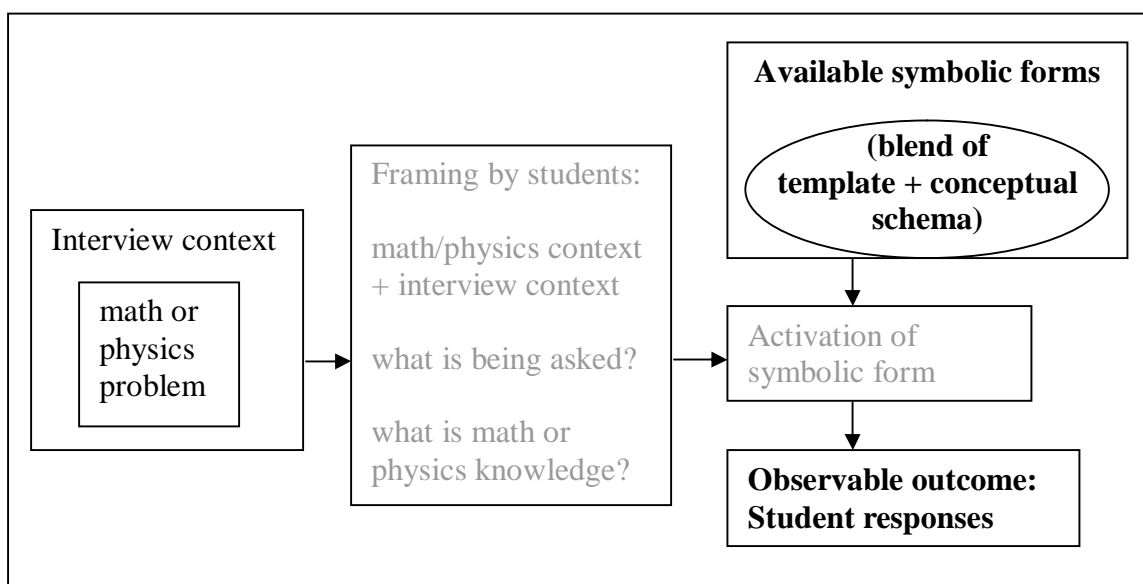 Interview context
math or
physics
problem
Framing by students:
math/physics context
+ interview context
what is being asked?
what is math or
physics knowledge?
Available symbolic forms
(blend of
template + conceptual
schema)
Activation of
symbolic form
Observable outcome:
Student responses